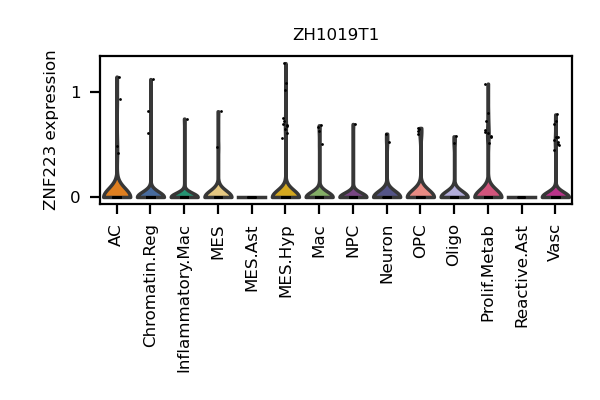 ZH1019T1
ZNF223 expression
1
0
AC
Chromatin.Reg
Inflammatory.Mac
MES
MES.Ast
MES.Hyp
Mac
NPC
Neuron
OPC
Oligo
Prolif.Metab
Reactive.Ast
Vasc